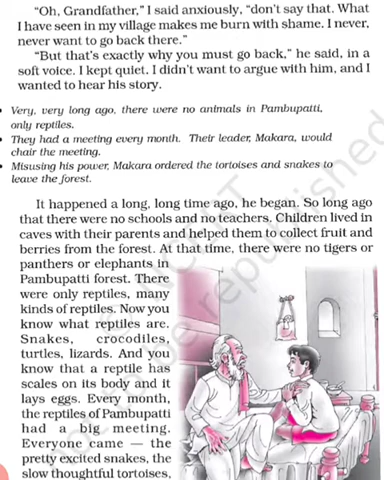 "Oh, Grandfather," I said anxiously, "don't say that. What
I have seen in my village makes me burn with shame. I never,
never want to go back there."
"But that's exactly why you must go back," he said, in a
soft voice. I kept quiet. I didn't want to argue with him, and I
wanted to hear his story.
• Very, very long ago, there were no animals in Pambupatti,
only reptiles.
• They had a meeting every month. Their leader, Makara, would
chair the meeting.
• Misusing his power, Makara ordered the tortoises and snakes to
leave the forest.
It happened a long, long time ago, he began. So long ago
that there were no schools and no teachers. Children lived in
caves with their parents and helped them to collect fruit and
berries from the forest. At that time, there were no tigers or
panthers or elephants in
Pambupatti forest. There
were only reptiles, many
kinds of reptiles. Now you
know what reptiles are.
Snakes, crocodiles,
turtles, lizards. And you
know that a reptile has
scales on its body and it
lays eggs. Every month,
the reptiles of Pambupatti
had a big meeting.
Everyone came — the
pretty excited snakes, the
slow thoughtful tortoises,